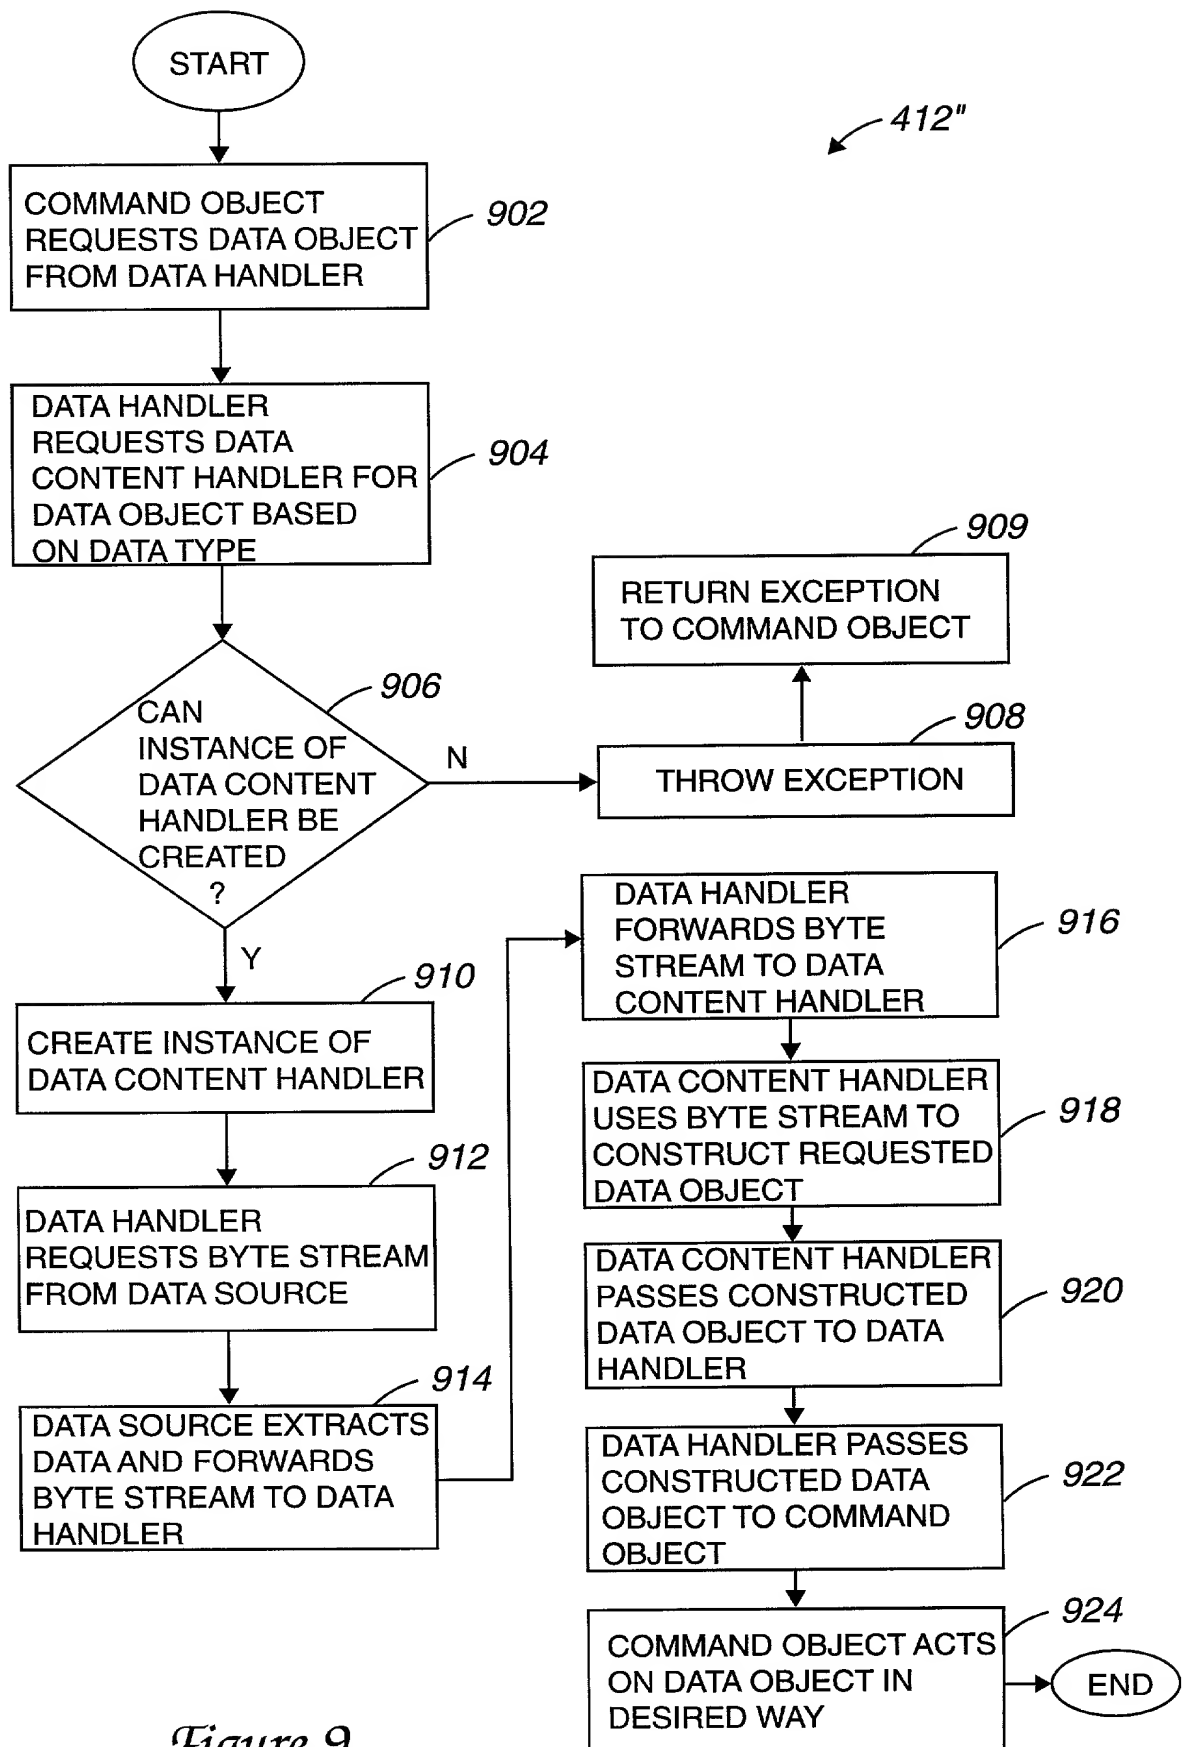 START
412"
COMMAND OBJECT
REQUESTS DATA OBJECT
FROM DATA HANDLER
902
DATA HANDLER
REQUESTS DATA
CONTENT HANDLER FOR
DATA OBJECT BASED
ON DATA TYPE
904
CAN
INSTANCE OF
DATA CONTENT
HANDLER BE
CREATED
?
906
N
Y
THROW EXCEPTION
908
RETURN EXCEPTION
TO COMMAND OBJECT
909
CREATE INSTANCE OF
DATA CONTENT HANDLER
910
DATA HANDLER
REQUESTS BYTE STREAM
FROM DATA SOURCE
912
DATA SOURCE EXTRACTS
DATA AND FORWARDS
BYTE STREAM TO DATA
HANDLER
914
DATA HANDLER
FORWARDS BYTE
STREAM TO DATA
CONTENT HANDLER
916
DATA CONTENT HANDLER
USES BYTE STREAM TO
CONSTRUCT REQUESTED
DATA OBJECT
918
DATA CONTENT HANDLER
PASSES CONSTRUCTED
DATA OBJECT TO DATA
HANDLER
920
DATA HANDLER PASSES
CONSTRUCTED DATA
OBJECT TO COMMAND
OBJECT
922
COMMAND OBJECT ACTS
ON DATA OBJECT IN
DESIRED WAY
924
END
Figure 9